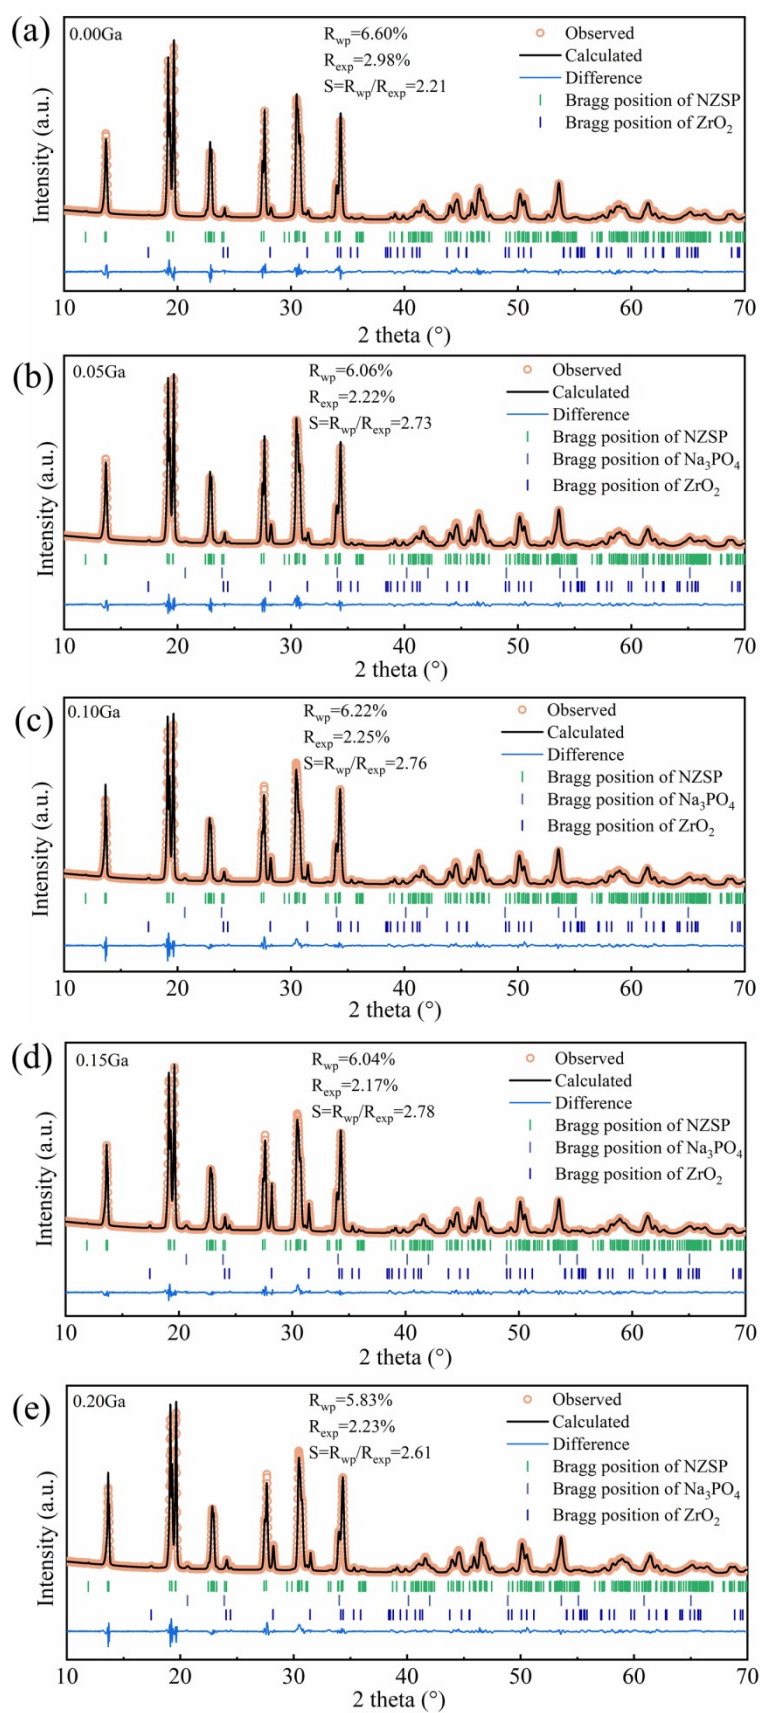 (a)
0.00Ga
Rwp=6.60%
Rexp=2.98%
S=Rwp/Rexp=2.21
Observed
Calculated
Difference
Bragg position of NZSP
Bragg position of ZrO2
Intensity (a.u.)
10 20 30 40 50 60 70
2 theta (°)
(b)
0.05Ga
Rwp=6.06%
Rexp=2.22%
S=Rwp/Rexp=2.73
Observed
Calculated
Difference
Bragg position of NZSP
Bragg position of Na3PO4
Bragg position of ZrO2
Intensity (a.u.)
10 20 30 40 50 60 70
2 theta (°)
(c)
0.10Ga
Rwp=6.22%
Rexp=2.25%
S=Rwp/Rexp=2.76
Observed
Calculated
Difference
Bragg position of NZSP
Bragg position of Na3PO4
Bragg position of ZrO2
Intensity (a.u.)
10 20 30 40 50 60 70
2 theta (°)
(d)
0.15Ga
Rwp=6.04%
Rexp=2.17%
S=Rwp/Rexp=2.78
Observed
Calculated
Difference
Bragg position of NZSP
Bragg position of Na3PO4
Bragg position of ZrO2
Intensity (a.u.)
10 20 30 40 50 60 70
2 theta (°)
(e)
0.20Ga
Rwp=5.83%
Rexp=2.23%
S=Rwp/Rexp=2.61
Observed
Calculated
Difference
Bragg position of NZSP
Bragg position of Na3PO4
Bragg position of ZrO2
Intensity (a.u.)
10 20 30 40 50 60 70
2 theta (°)